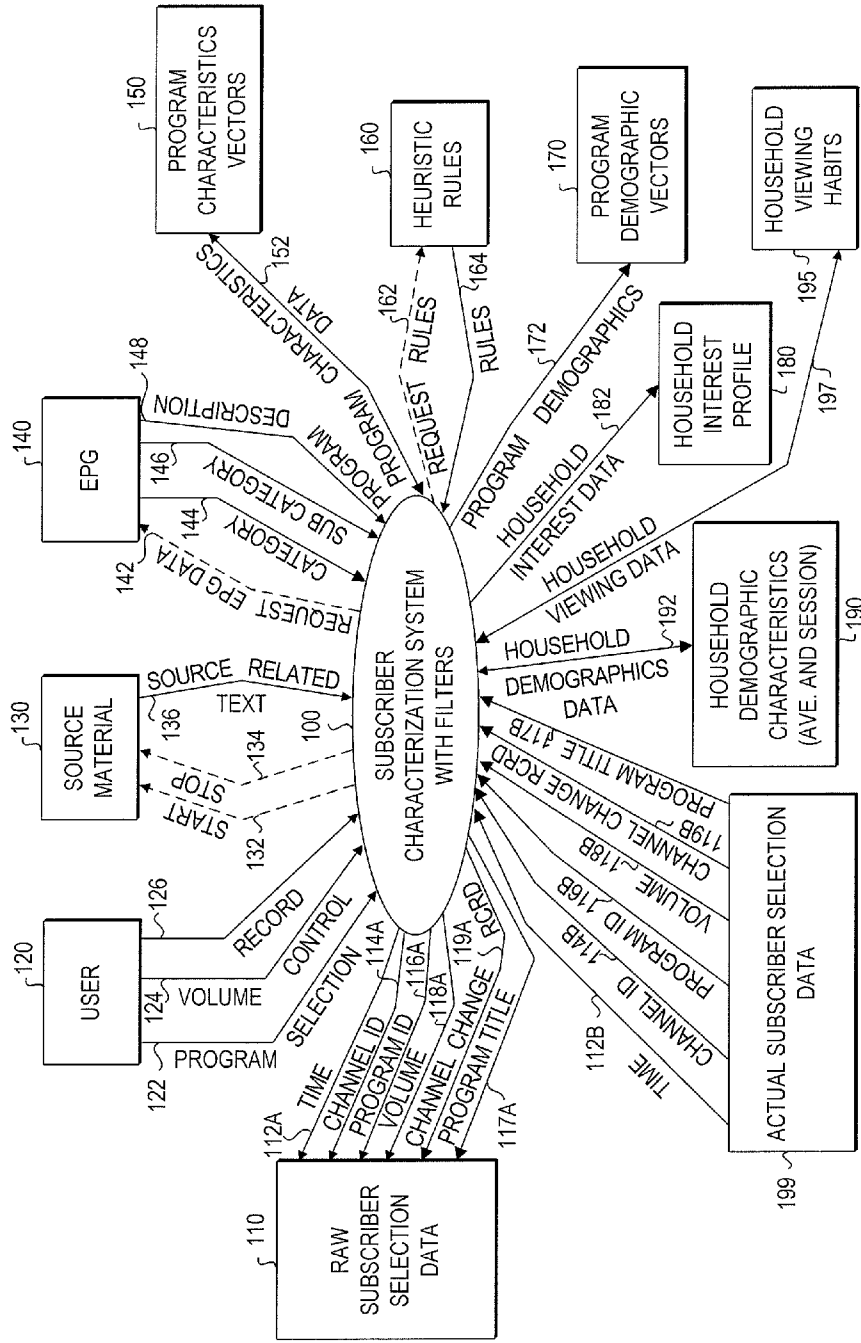 110
RAW
SUBSCRIBER
SELECTION
DATA
112A
TIME
CHANNEL ID
114A
PROGRAM ID
116A
VOLUME
118A
CHANNEL CHANGE RCRD
119A
PROGRAM TITLE
117A
120
USER
122
PROGRAM SELECTION
124
VOLUME CONTROL
126
RECORD
130
SOURCE
MATERIAL
132
START
134
STOP
136
SOURCE RELATED
TEXT
140
EPG
142
REQUEST EPG DATA
144
CATEGORY
146
SUB CATEGORY
148
PROGRAM DESCRIPTION
150
PROGRAM
CHARACTERISTICS
VECTORS
152
PROGRAM CHARACTERISTICS
DATA
160
HEURISTIC
RULES
162
REQUEST RULES
164
RULES
170
PROGRAM
DEMOGRAPHIC
VECTORS
172
PROGRAM DEMOGRAPHICS
100
SUBSCRIBER
CHARACTERIZATION SYSTEM
WITH FILTERS
180
HOUSEHOLD
INTEREST
PROFILE
182
HOUSEHOLD
INTEREST DATA
195
HOUSEHOLD
VIEWING
HABITS
197
HOUSEHOLD
VIEWING DATA
190
HOUSEHOLD
DEMOGRAPHIC
CHARACTERISTICS
(AVE. AND SESSION)
192
HOUSEHOLD
DEMOGRAPHICS
DATA
199
ACTUAL SUBSCRIBER SELECTION
DATA
112B
TIME
CHANNEL ID
114B
PROGRAM ID
116B
VOLUME
118B
CHANNEL CHANGE RCRD
119B
PROGRAM TITLE
117B